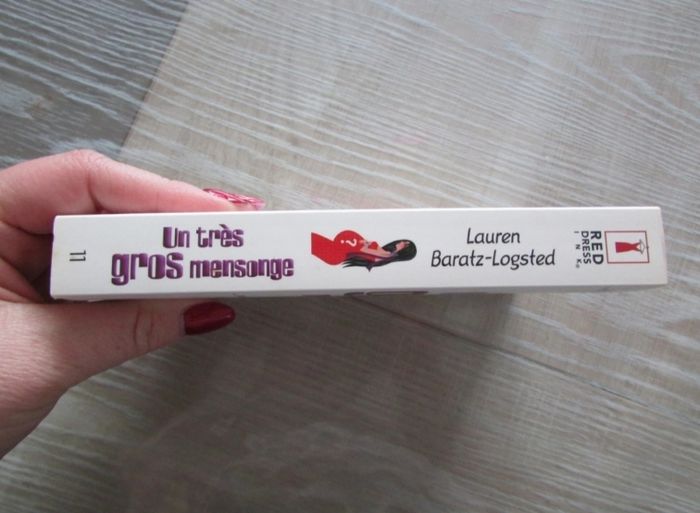 11
Un très
gros mensonge
?
Lauren
Baratz-Logsted
RED
DRESS
INK®